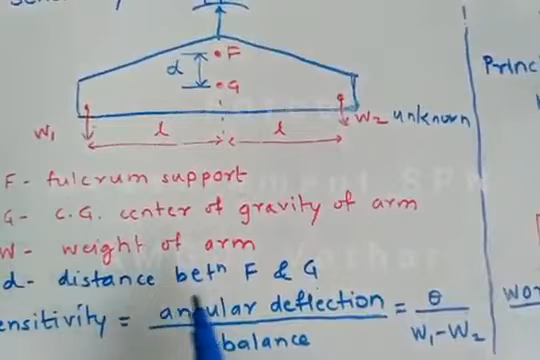 F
d
G
W₁
l
c
l
W₂ unknown
Princ
F - fulcrum support
G - C.G. center of gravity of arm
W - weight of arm
d - distance betⁿ F & G
ensitivity = angular deflection / balance = θ / W₁-W₂